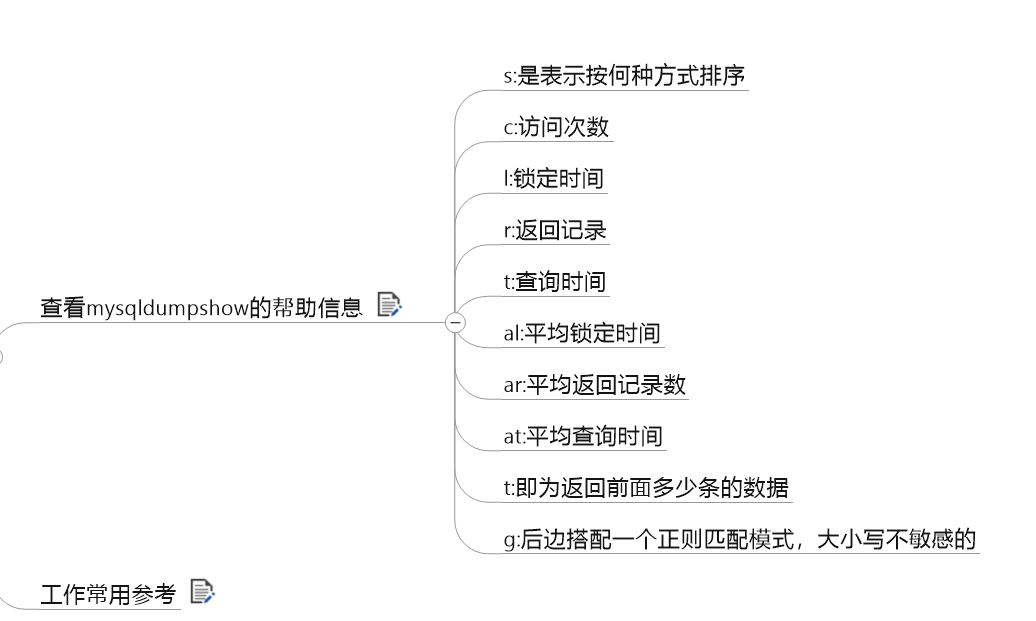 s:是表示按何种方式排序
c:访问次数
l:锁定时间
r:返回记录
t:查询时间
查看mysqldumpshow的帮助信息
al:平均锁定时间
ar:平均返回记录数
at:平均查询时间
t:即为返回前面多少条的数据
g:后边搭配一个正则匹配模式，大小写不敏感的
工作常用参考